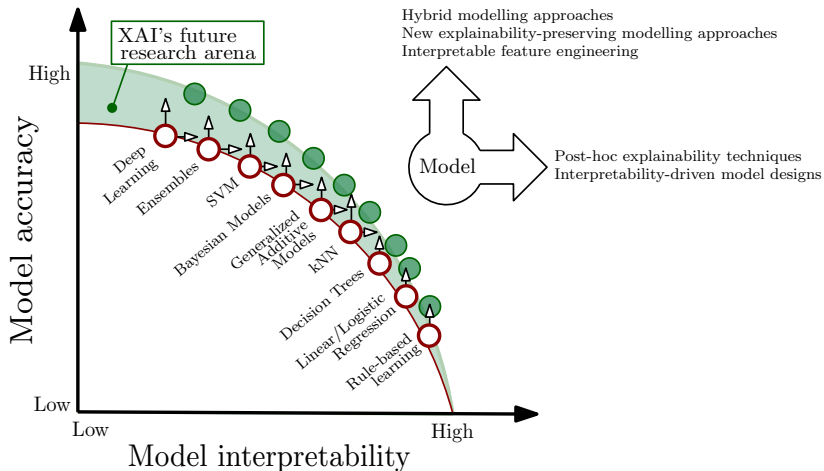 Hybrid modelling approaches
New explainability-preserving modelling approaches
Interpretable feature engineering
XAI's future
research arena
High
Model accuracy
Low
Deep
Learning
Ensembles
SVM
Bayesian Models
Generalized
Additive
Models
kNN
Decision Trees
Linear/Logistic
Regression
Rule-based
learning
Model
Post-hoc explainability techniques
Interpretability-driven model designs
Low
High
Model interpretability